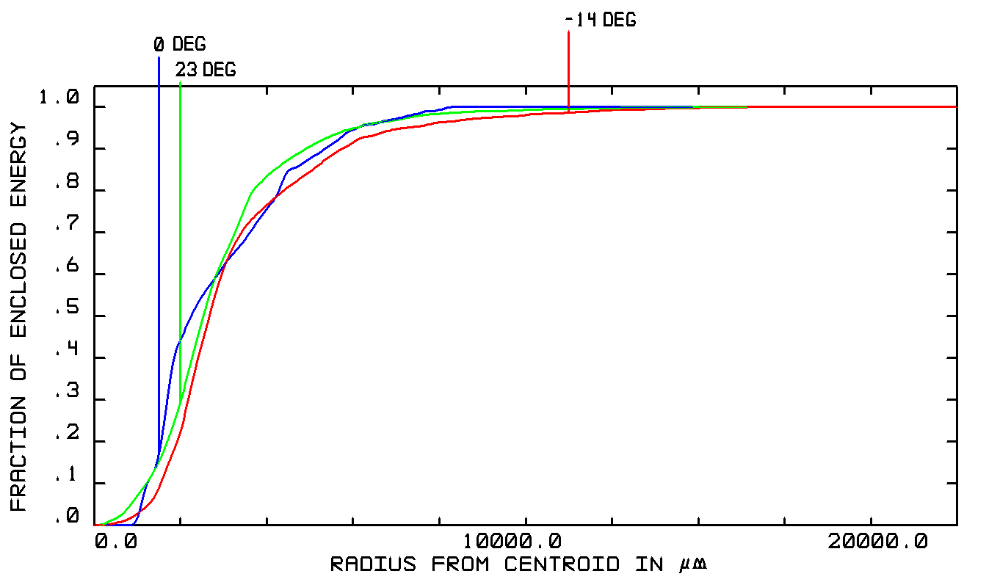 -14 DEG
0 DEG
23 DEG
1.0
.9
.8
.7
.6
.5
.4
.3
.2
.1
.0
FRACTION OF ENCLOSED ENERGY
0.0 10000.0 20000.0
RADIUS FROM CENTROID IN µm